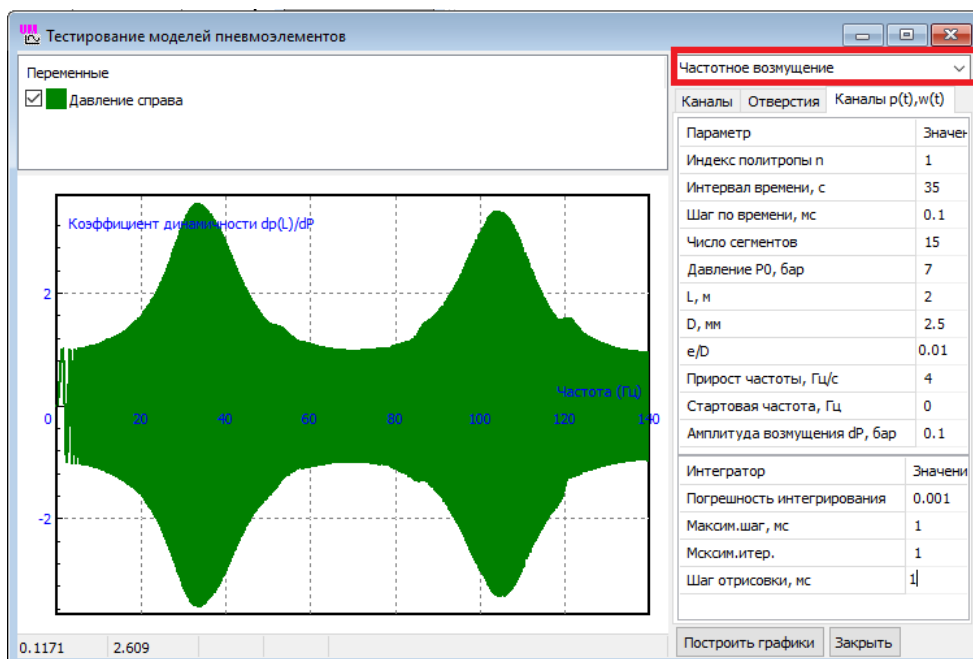 UM Тестирование моделей пневмоэлементов
Переменные
Давление справа
Частотное возмущение
Каналы Отверстия Каналы p(t),w(t)
Параметр Значен
Индекс политропы n 1
Интервал времени, с 35
Шаг по времени, мс 0.1
Число сегментов 15
Давление P0, бар 7
L, м 2
D, мм 2.5
e/D 0.01
Прирост частоты, Гц/с 4
Стартовая частота, Гц 0
Амплитуда возмущения dP, бар 0.1
Интегратор Значени
Погрешность интегрирования 0.001
Максим.шаг, мс 1
Мсксим.итер. 1
Шаг отрисовки, мс 1
Построить графики Закрыть
Коэффициент динамичности dp(L)/dP
2
Частота (Гц)
0 20 40 60 80 100 120 140
-2
0.1171 2.609